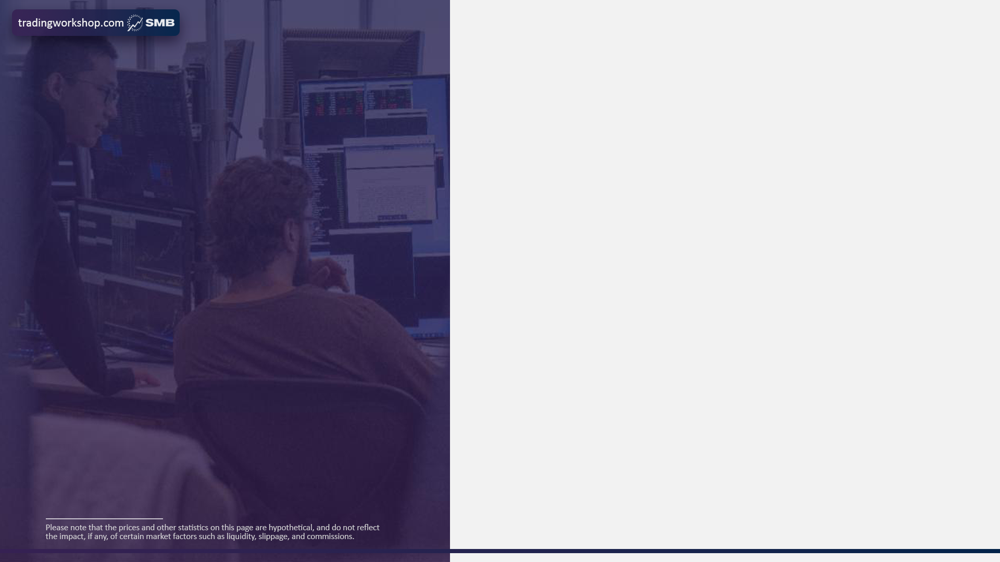 tradingworkshop.com SMB
Please note that the prices and other statistics on this page are hypothetical, and do not reflect
the impact, if any, of certain market factors such as liquidity, slippage, and commissions.